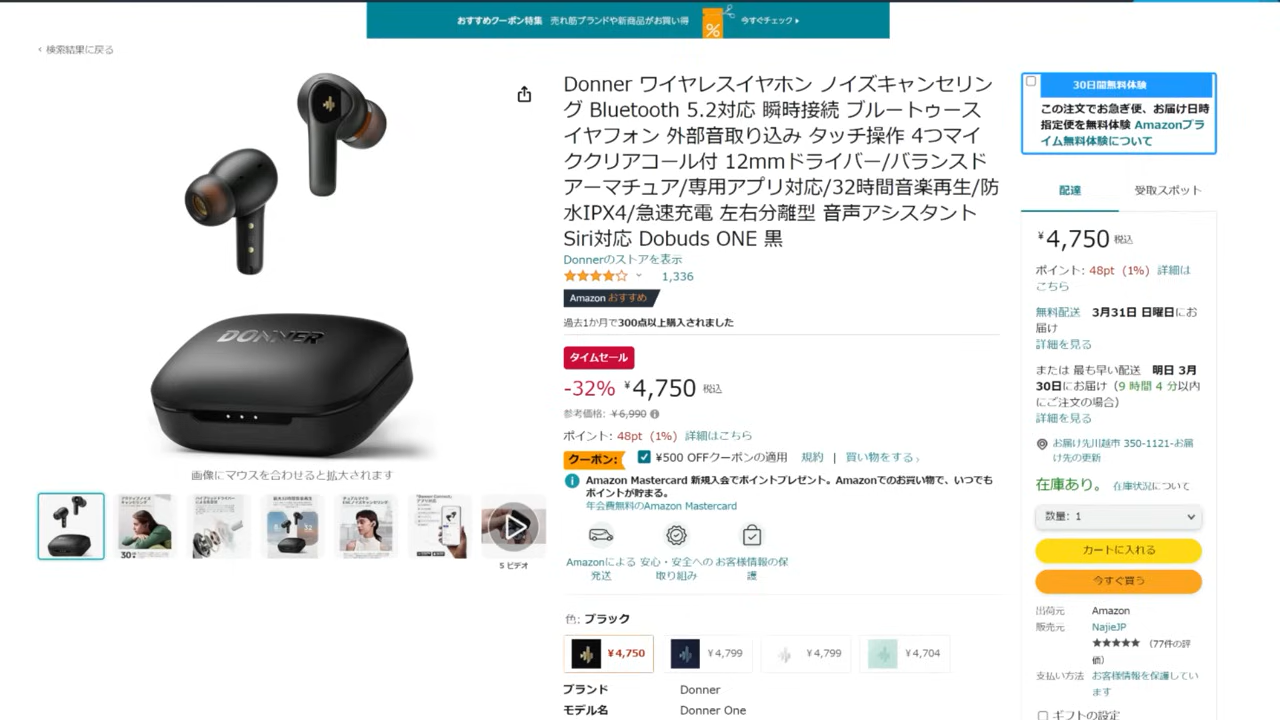 おすすめクーポン特集 売れ筋ブランドや新商品がお買い得 % 今すぐチェック
‹ 検索結果に戻る
DONNER
画像にマウスを合わせると拡大されます
5 ビデオ
Donner ワイヤレスイヤホン ノイズキャンセリン
グ Bluetooth 5.2対応 瞬時接続 ブルートゥース
イヤフォン 外部音取り込み タッチ操作 4つマイ
ククリアコール付 12mmドライバー/バランスド
アーマチュア/専用アプリ対応/32時間音楽再生/防
水IPX4/急速充電 左右分離型 音声アシスタント
Siri対応 Dobuds ONE 黒
Donnerのストアを表示
1,336
Amazon おすすめ
過去1か月で300点以上購入されました
タイムセール
-32% ¥4,750 税込
参考価格: ¥6,990
ポイント: 48pt (1%) 詳細はこちら
クーポン: ¥500 OFFクーポンの適用 規約 | 買い物をする ›
Amazon Mastercard 新規入会でポイントプレゼント。Amazonでのお買い物で、いつでも
ポイントが貯まる。
年会費無料のAmazon Mastercard
Amazonによる
発送
安心・安全への
取り組み
お客様情報の保
護
色: ブラック
¥4,750 ¥4,799 ¥4,799 ¥4,704
ブランド Donner
モデル名 Donner One
30日間無料体験
この注文でお急ぎ便、お届け日時
指定便を無料体験 Amazonプラ
イム無料体験について
配達 受取スポット
¥4,750 税込
ポイント: 48pt (1%) 詳細は
こちら
無料配送 3月31日 日曜日にお
届け
詳細を見る
または 最も早い配送 明日 3月
30日にお届け（9 時間 4 分以内
にご注文の場合）
詳細を見る
お届け先川越市 350-1121-お届
け先の更新
在庫あり。 在庫状況について
数量: 1
カートに入れる
今すぐ買う
出荷元 Amazon
販売元 NajieJP
(77件の評
価)
支払い方法 お客様情報を保護してい
ます
ギフトの設定